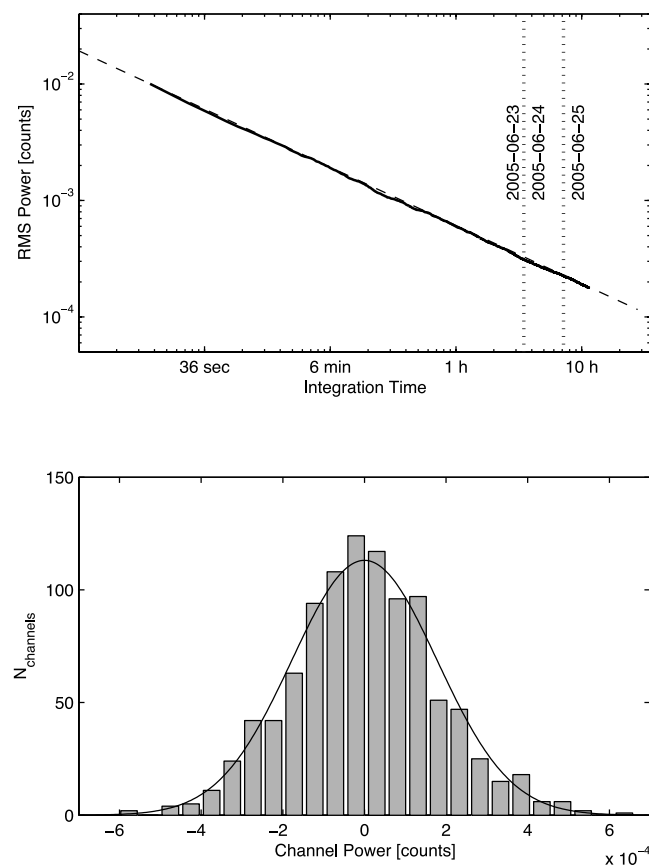 10⁻²
10⁻³
10⁻⁴
RMS Power [counts]
2005−06−23
2005−06−24
2005−06−25
36 sec
6 min
1 h
10 h
Integration Time
150
100
50
0
N_channels
−6
−4
−2
0
2
4
6
x 10⁻⁴
Channel Power [counts]